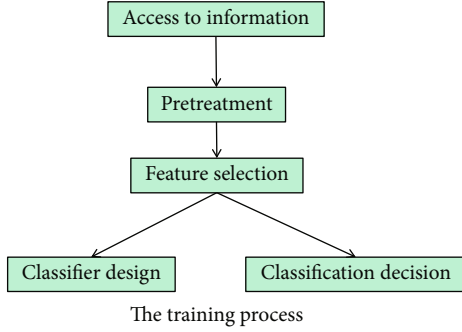 Access to information
Pretreatment
Feature selection
Classifier design
Classification decision
The training process